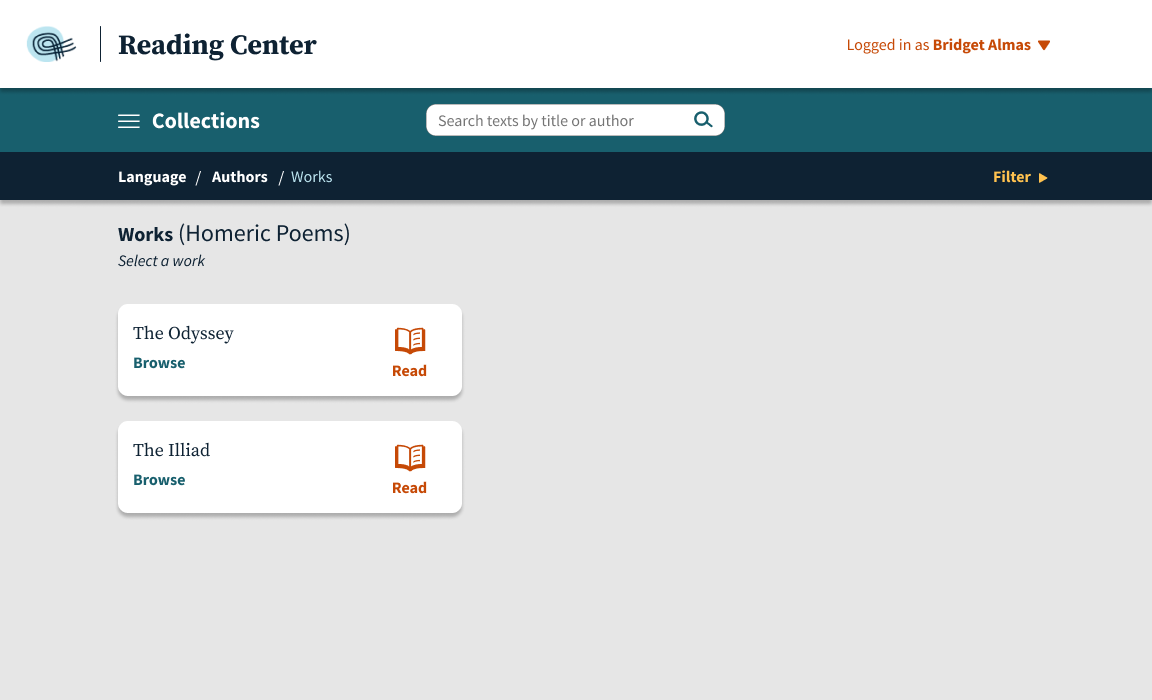 Reading Center
Logged in as Bridget Almas
Collections
Search texts by title or author
Language / Authors / Works
Filter
Works (Homeric Poems)
Select a work
The Odyssey
Browse
Read
The Illiad
Browse
Read